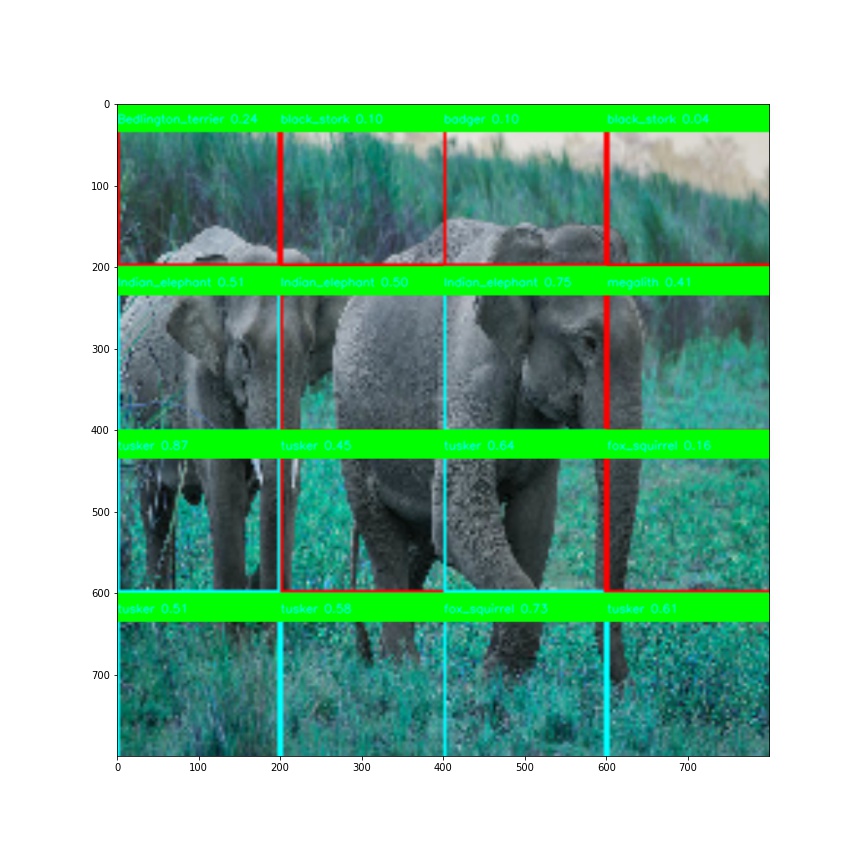 0
Bedlington_terrier 0.24 black_stork 0.10 badger 0.10 black_stork 0.04
100
200
Indian_elephant 0.51 Indian_elephant 0.50 Indian_elephant 0.75 megalith 0.41
300
400
tusker 0.87 tusker 0.45 tusker 0.64 fox_squirrel 0.16
500
600
tusker 0.51 tusker 0.58 fox_squirrel 0.73 tusker 0.61
700
0 100 200 300 400 500 600 700